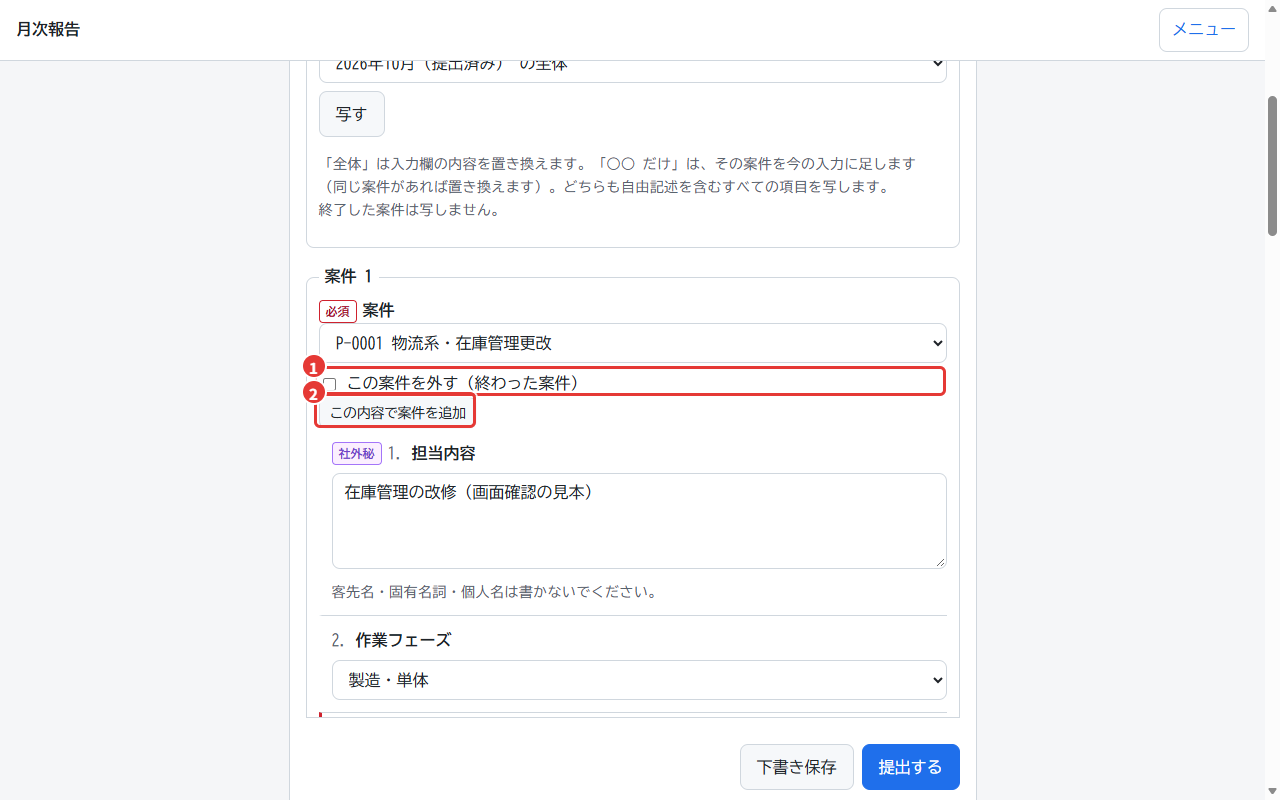 月次報告
メニュー
2026年10月（提出済み） の全体
写す
「全体」は入力欄の内容を置き換えます。「〇〇 だけ」は、その案件を今の入力に足します
（同じ案件があれば置き換えます）。どちらも自由記述を含むすべての項目を写します。
終了した案件は写しません。
案件 1
必須 案件
P-0001 物流系・在庫管理更改
1
この案件を外す（終わった案件）
2
この内容で案件を追加
社外秘 1. 担当内容
在庫管理の改修（画面確認の見本）
客先名・固有名詞・個人名は書かないでください。
2. 作業フェーズ
製造・単体
下書き保存
提出する